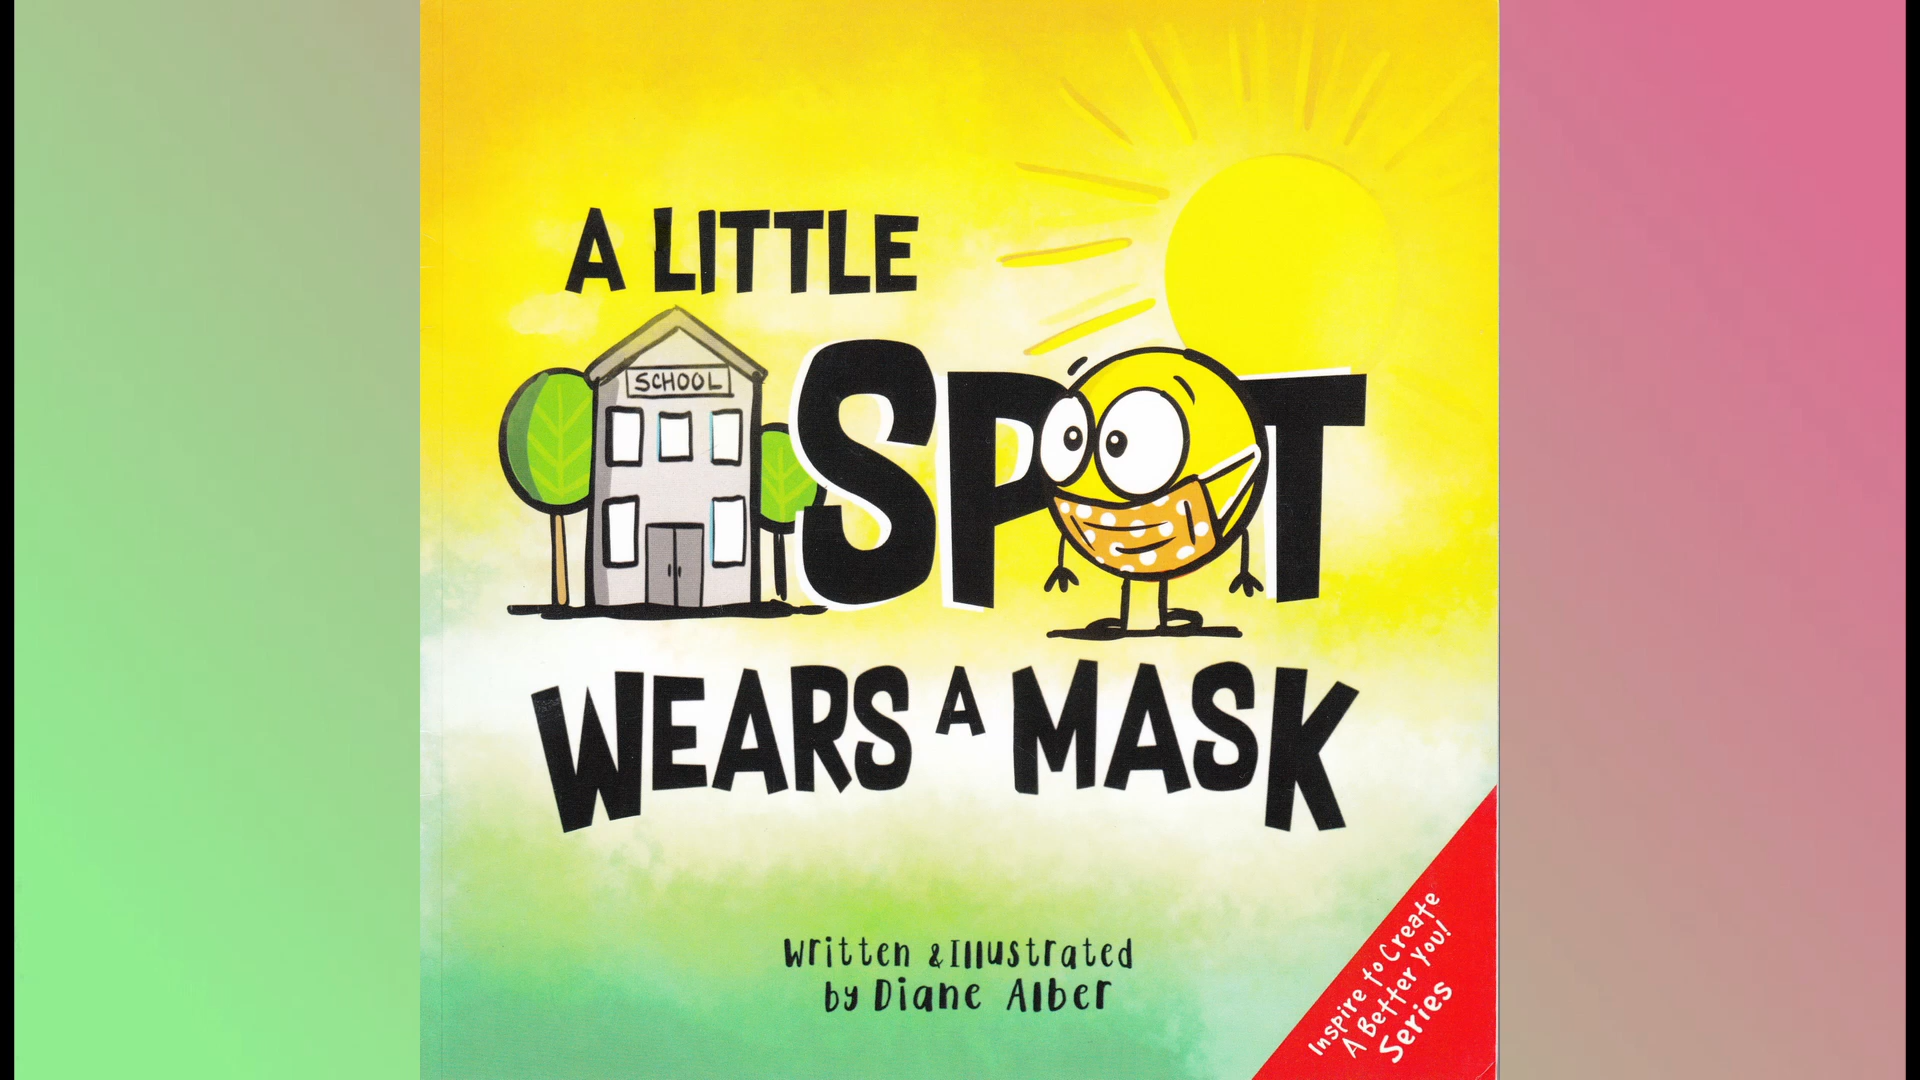 A LITTLE
SCHOOL
SPOT
WEARS A MASK
Written & Illustrated
by Diane Alber
Inspire to Create
A Better You!
Series